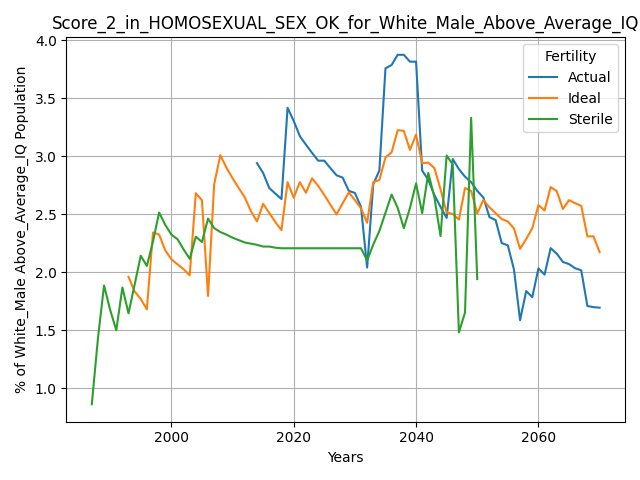 Score_2_in_HOMOSEXUAL_SEX_OK_for_White_Male_Above_Average_IQ
% of White_Male Above_Average_IQ Population
4.0
3.5
3.0
2.5
2.0
1.5
1.0
Fertility
Actual
Ideal
Sterile
2000
2020
2040
2060
Years